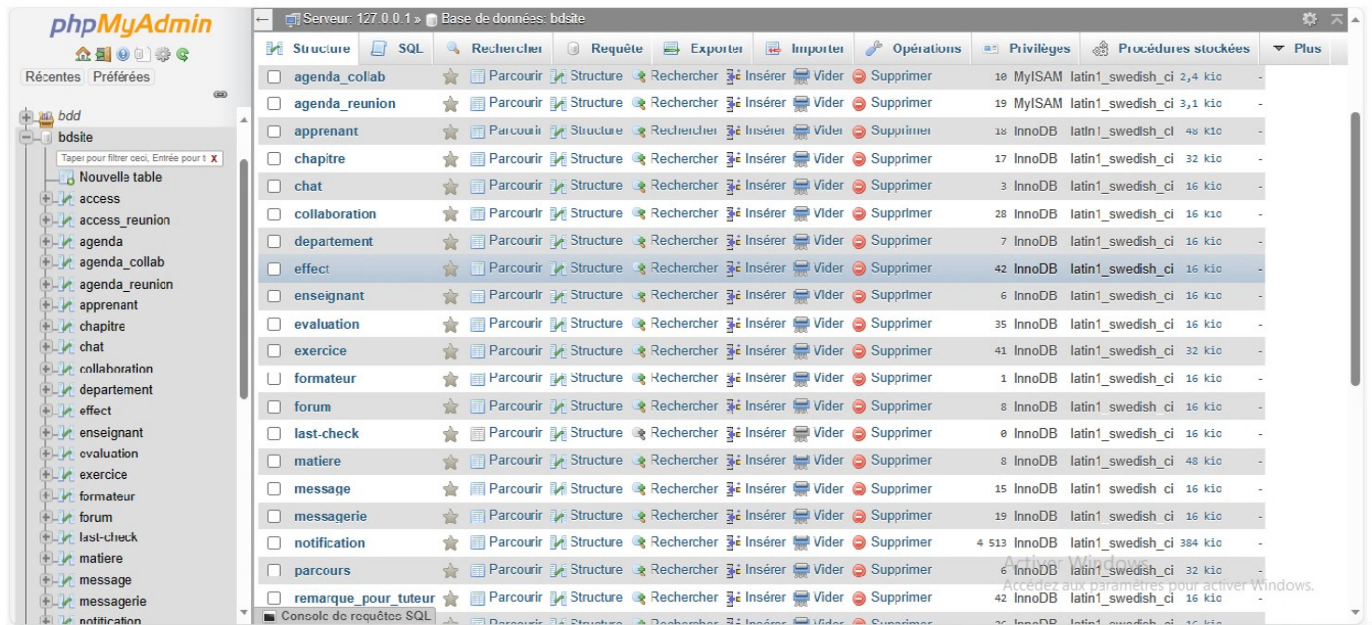 phpMyAdmin
Récentes Préférées
bdd
bdsite
Taper pour filtrer ceci, Entrée pour t X
Nouvelle table
access
access_reunion
agenda
agenda_collab
agenda_reunion
apprenant
chapitre
chat
collaboration
departement
effect
enseignant
evaluation
exercice
formateur
forum
last-check
matiere
message
messagerie
notification
Serveur: 127.0.0.1 » Base de données: bdsite
Structure SQL Rechercher Requête Exporter Importer Opérations Privilèges Procédures stockées Plus
agenda_collab Parcourir Structure Rechercher Insérer Vider Supprimer 10 MyISAM latin1_swedish_ci 2,4 kio -
agenda_reunion Parcourir Structure Rechercher Insérer Vider Supprimer 19 MyISAM latin1_swedish_ci 3,1 kio -
apprenant Parcourir Structure Rechercher Insérer Vider Supprimer 18 InnoDB latin1_swedish_ci 48 kio -
chapitre Parcourir Structure Rechercher Insérer Vider Supprimer 17 InnoDB latin1_swedish_ci 32 kio -
chat Parcourir Structure Rechercher Insérer Vider Supprimer 3 InnoDB latin1_swedish_ci 16 kio -
collaboration Parcourir Structure Rechercher Insérer Vider Supprimer 28 InnoDB latin1_swedish_ci 16 kio -
departement Parcourir Structure Rechercher Insérer Vider Supprimer 7 InnoDB latin1_swedish_ci 16 kio -
effect Parcourir Structure Rechercher Insérer Vider Supprimer 42 InnoDB latin1_swedish_ci 16 kio -
enseignant Parcourir Structure Rechercher Insérer Vider Supprimer 6 InnoDB latin1_swedish_ci 16 kio -
evaluation Parcourir Structure Rechercher Insérer Vider Supprimer 35 InnoDB latin1_swedish_ci 16 kio -
exercice Parcourir Structure Rechercher Insérer Vider Supprimer 41 InnoDB latin1_swedish_ci 32 kio -
formateur Parcourir Structure Rechercher Insérer Vider Supprimer 1 InnoDB latin1_swedish_ci 16 kio -
forum Parcourir Structure Rechercher Insérer Vider Supprimer 8 InnoDB latin1_swedish_ci 16 kio -
last-check Parcourir Structure Rechercher Insérer Vider Supprimer 0 InnoDB latin1_swedish_ci 16 kio -
matiere Parcourir Structure Rechercher Insérer Vider Supprimer 8 InnoDB latin1_swedish_ci 48 kio -
message Parcourir Structure Rechercher Insérer Vider Supprimer 15 InnoDB latin1_swedish_ci 16 kio -
messagerie Parcourir Structure Rechercher Insérer Vider Supprimer 19 InnoDB latin1_swedish_ci 16 kio -
notification Parcourir Structure Rechercher Insérer Vider Supprimer 4 513 InnoDB latin1_swedish_ci 384 kio -
parcours Parcourir Structure Rechercher Insérer Vider Supprimer 6 InnoDB latin1_swedish_ci 32 kio -
remarque_pour_tuteur Parcourir Structure Rechercher Insérer Vider Supprimer 42 InnoDB latin1_swedish_ci 16 kio -
Activer Windows
Accédez aux paramètres pour activer Windows.
Console de requêtes SQL